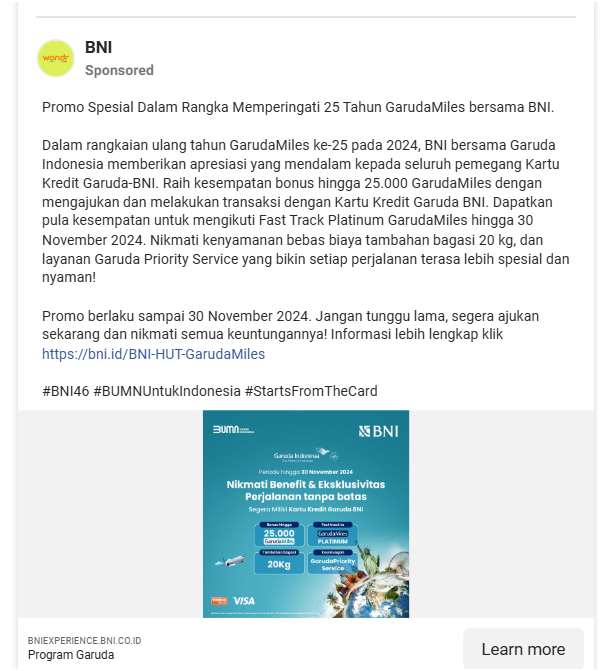 wondr
BNI
Sponsored
Promo Spesial Dalam Rangka Memperingati 25 Tahun GarudaMiles bersama BNI.
Dalam rangkaian ulang tahun GarudaMiles ke-25 pada 2024, BNI bersama Garuda
Indonesia memberikan apresiasi yang mendalam kepada seluruh pemegang Kartu
Kredit Garuda-BNI. Raih kesempatan bonus hingga 25.000 GarudaMiles dengan
mengajukan dan melakukan transaksi dengan Kartu Kredit Garuda BNI. Dapatkan
pula kesempatan untuk mengikuti Fast Track Platinum GarudaMiles hingga 30
November 2024. Nikmati kenyamanan bebas biaya tambahan bagasi 20 kg, dan
layanan Garuda Priority Service yang bikin setiap perjalanan terasa lebih spesial dan
nyaman!
Promo berlaku sampai 30 November 2024. Jangan tunggu lama, segera ajukan
sekarang dan nikmati semua keuntungannya! Informasi lebih lengkap klik
https://bni.id/BNI-HUT-GarudaMiles
#BNI46 #BUMNUntukIndonesia #StartsFromTheCard
BUMN
BNI
Garuda Indonesia
Periode hingga 30 November 2024
Nikmati Benefit & Eksklusivitas
Perjalanan tanpa batas
Segera Miliki Kartu Kredit Garuda BNI
Bonus hingga
25.000
GarudaMiles
Fast track ke
GarudaMiles
PLATINUM
Tambahan bagasi
20Kg
Keuntungan
GarudaPriority
Service
VISA
BNIEXPERIENCE.BNI.CO.ID
Program Garuda
Learn more